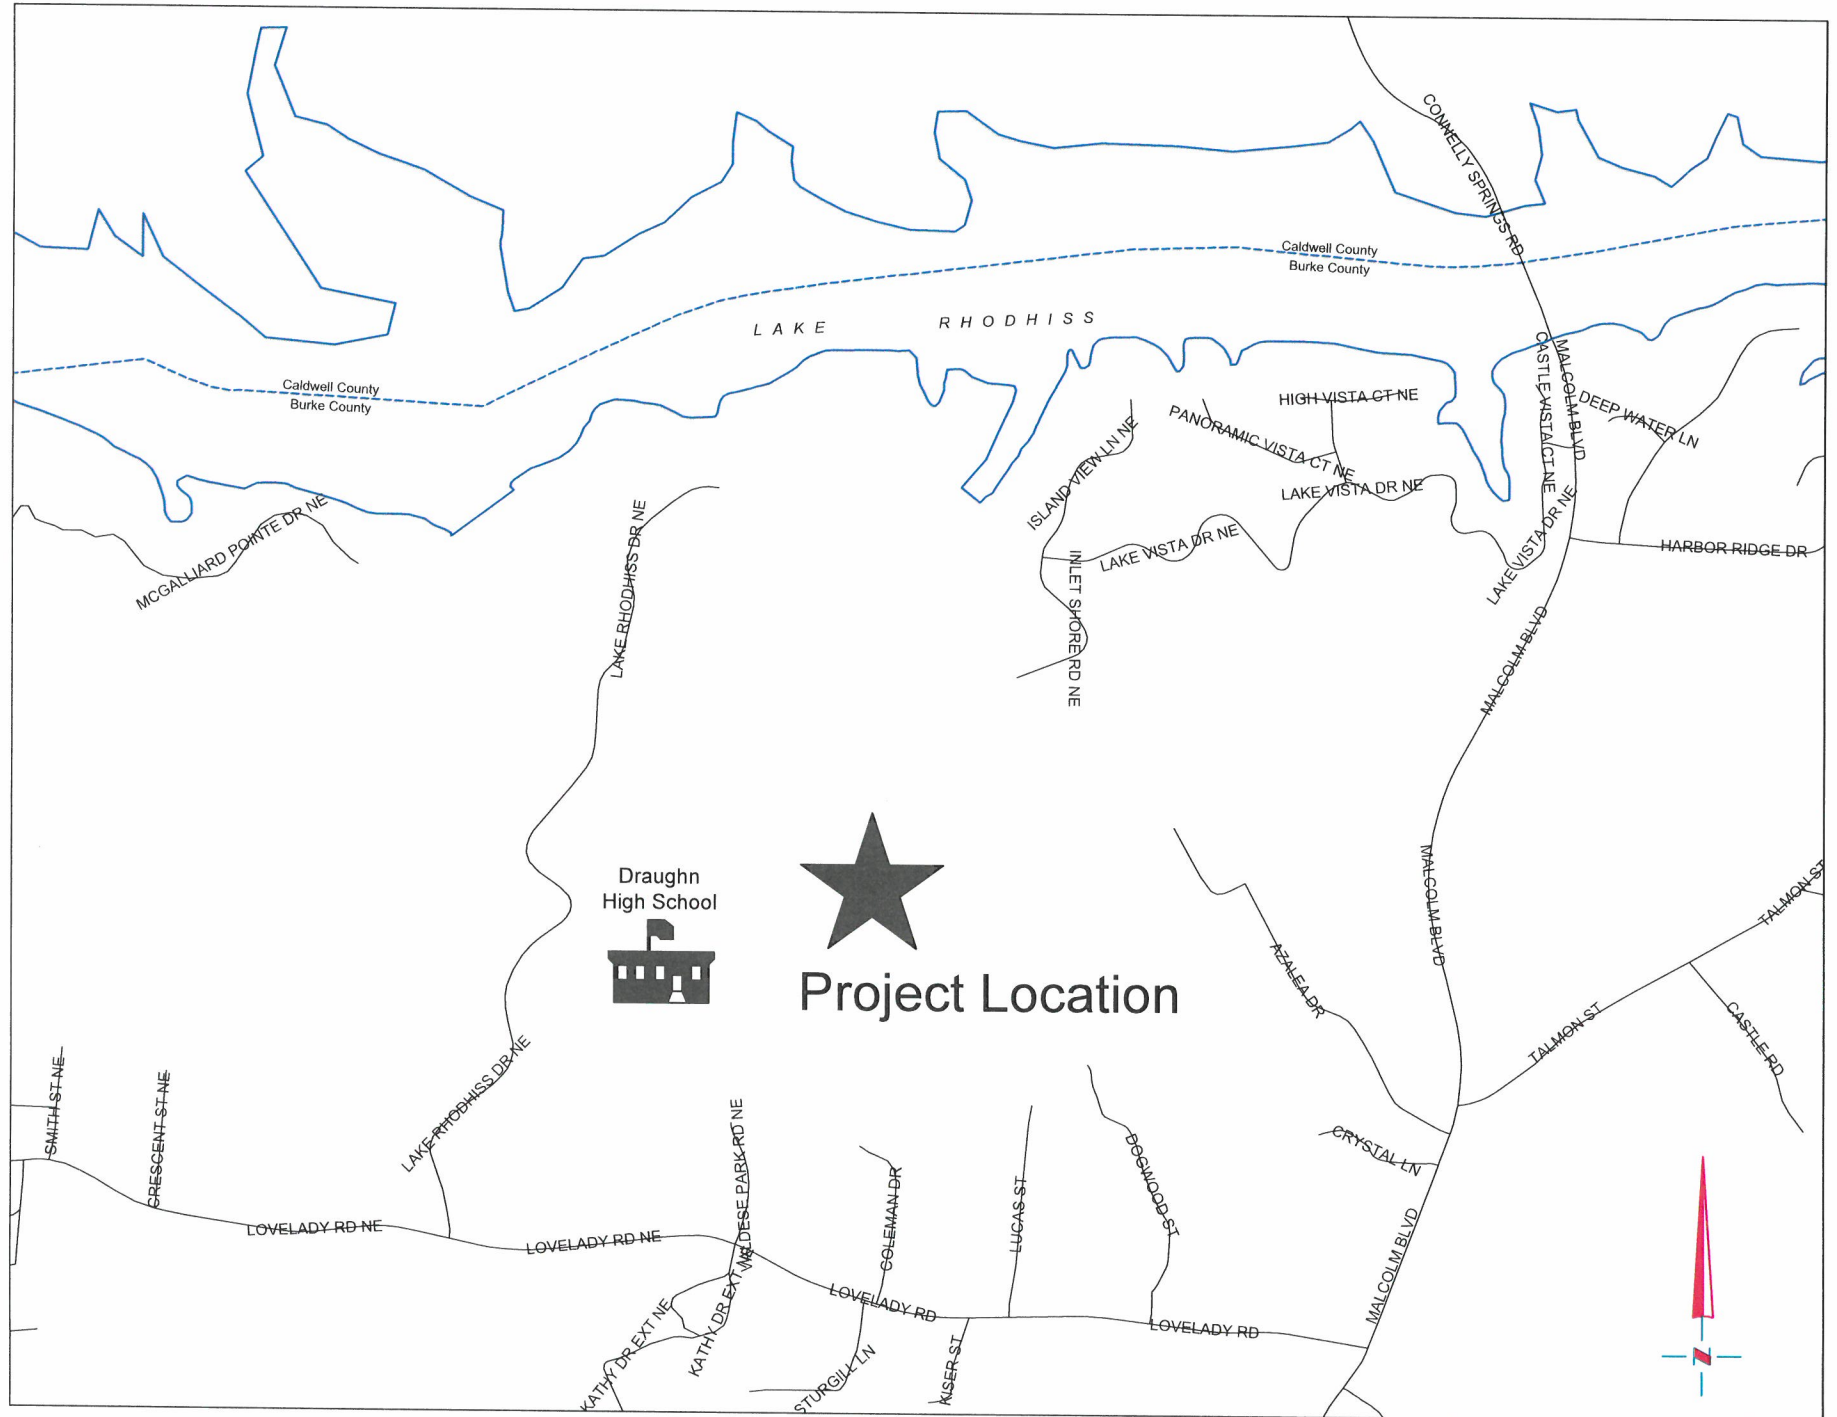 CONNELLY SPRINGS RD
Caldwell County
Burke County
LAKE RHODHISS
Caldwell County
Burke County
CASTLE VISTA CT NE
MALCOLM BLVD
HIGH VISTA CT NE
DEEP WATER LN
PANORAMIC VISTA CT NE
ISLAND VIEW LN NE
LAKE VISTA DR NE
MCGALLIARD POINTE DR NE
LAKE RHODHISS DR NE
LAKE VISTA DR NE
LAKE VISTA DR NE
HARBOR RIDGE DR
INLET SHORE RD NE
MALCOLM BLVD
Draughn
High School
MALCOLM BLVD
TALMON ST
AZALEA DR
Project Location
TALMON ST
CASTLE RD
SMITH ST NE
CRESCENT ST NE
LAKE RHODHISS DR NE
VALDESE PARK RD NE
CRYSTAL LN
COLEMAN DR
LUCAS ST
DOGWOOD ST
LOVELADY RD NE
LOVELADY RD NE
MALCOLM BLVD
KATHY DR EXT NE
KATHY DR EXT NE
LOVELADY RD
LOVELADY RD
STURGILL LN
KISER ST
N